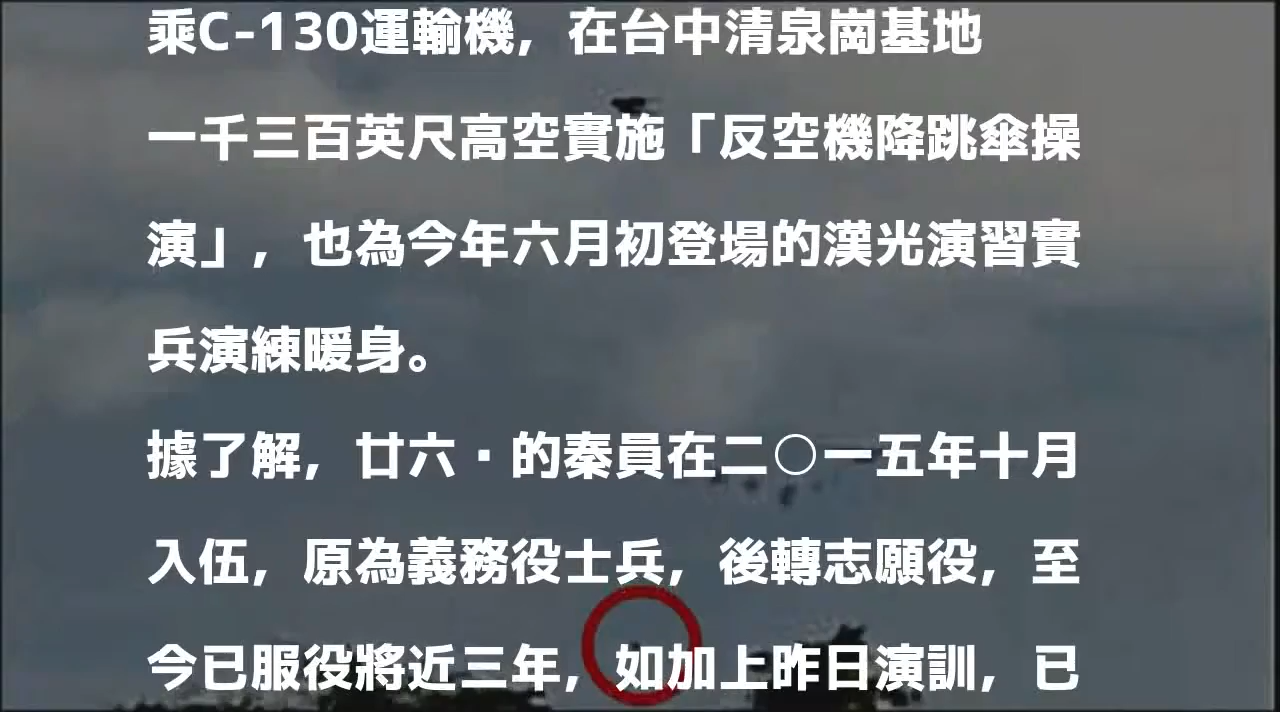 乘C-130運輸機，在台中清泉崗基地
一千三百英尺高空實施「反空機降跳傘操
演」，也為今年六月初登場的漢光演習實
兵演練暖身。
據了解，廿六·的秦員在二○一五年十月
入伍，原為義務役士兵，後轉志願役，至
今已服役將近三年，如加上昨日演訓，已